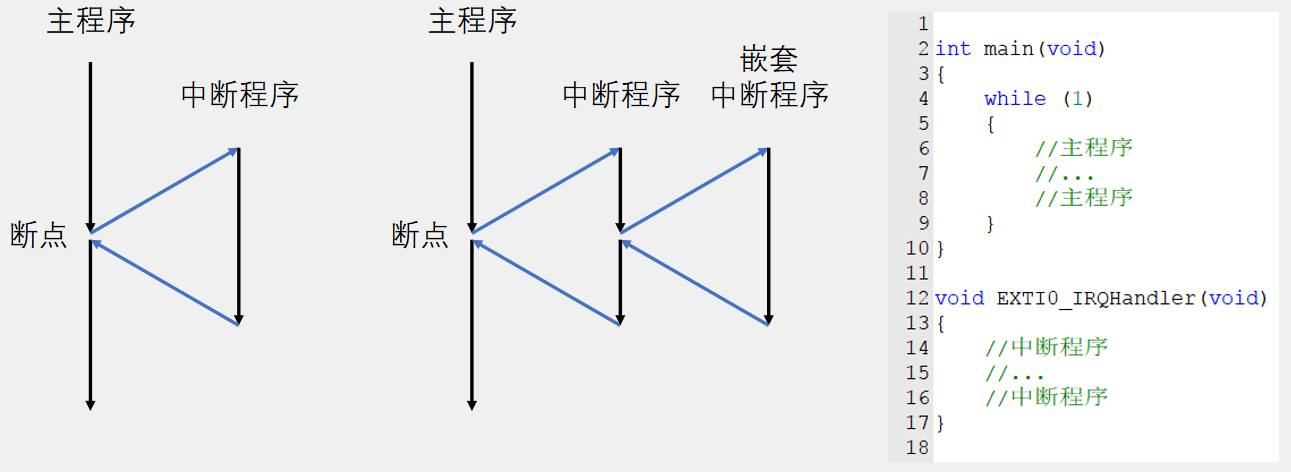 主程序
中断程序
断点
主程序
嵌套
中断程序 中断程序
断点
1
2 int main(void)
3 {
4     while (1)
5     {
6         //主程序
7         //...
8         //主程序
9     }
10 }
11
12 void EXTI0_IRQHandler(void)
13 {
14     //中断程序
15     //...
16     //中断程序
17 }
18